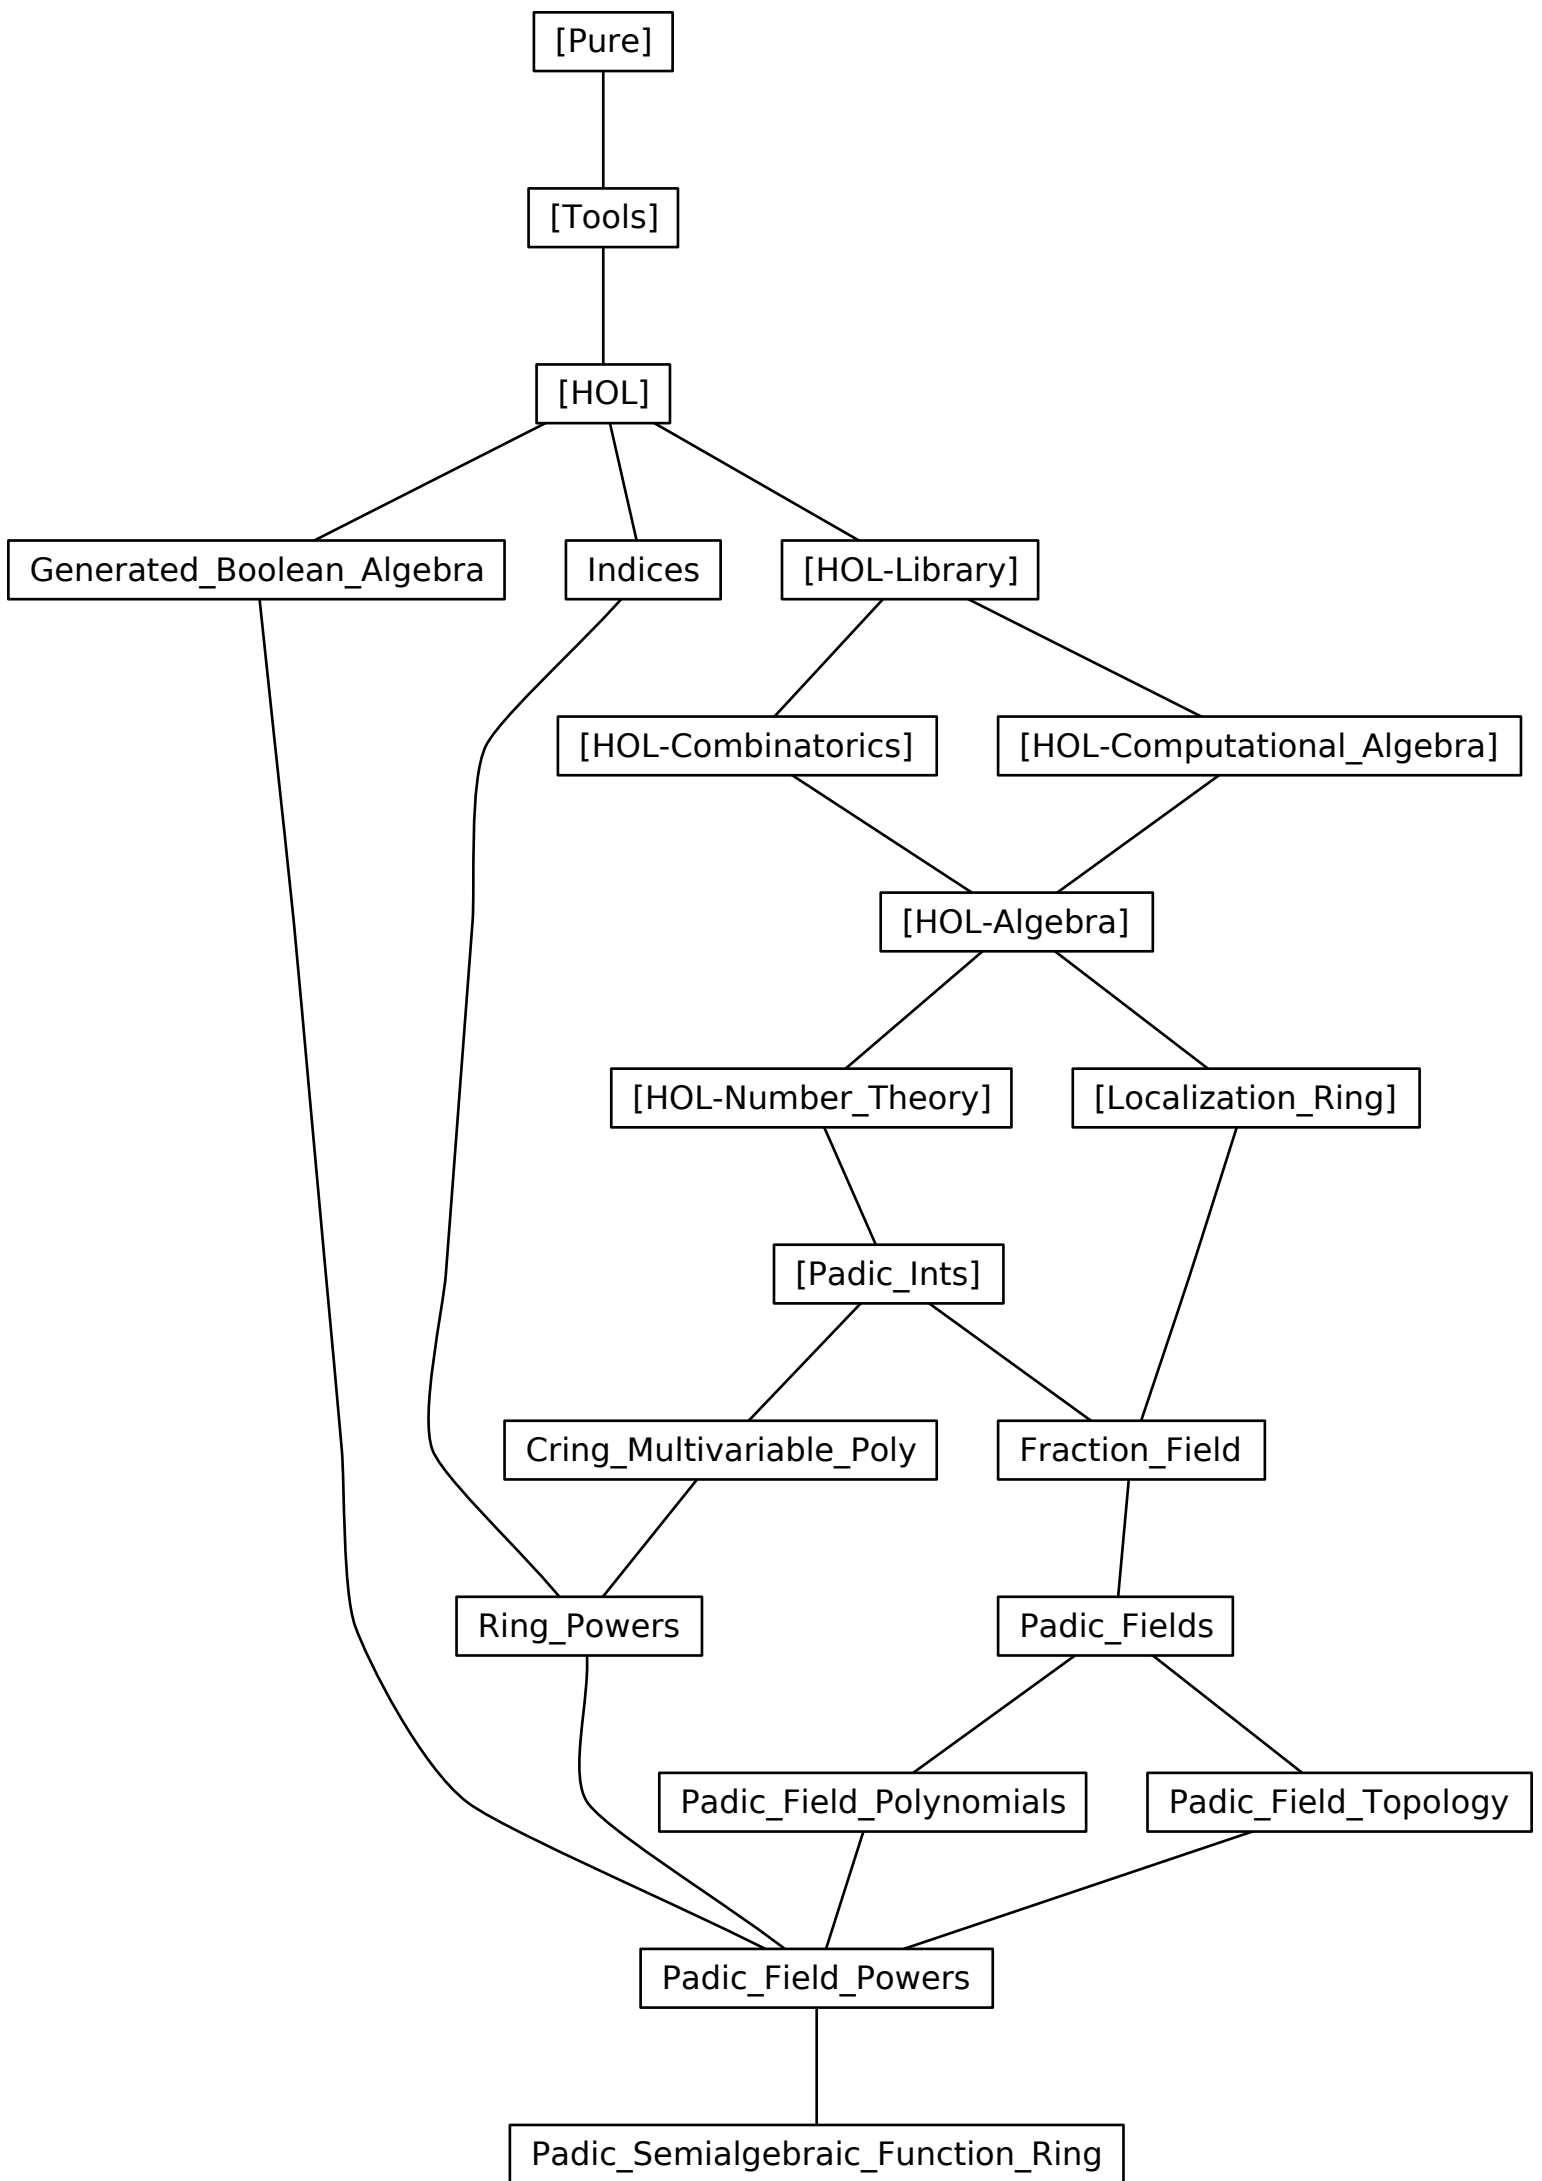 [Pure]
[Tools]
[HOL]
Generated_Boolean_Algebra
Indices
[HOL-Library]
[HOL-Combinatorics]
[HOL-Computational_Algebra]
[HOL-Algebra]
[HOL-Number_Theory]
[Localization_Ring]
[Padic_Ints]
Cring_Multivariable_Poly
Fraction_Field
Ring_Powers
Padic_Fields
Padic_Field_Polynomials
Padic_Field_Topology
Padic_Field_Powers
Padic_Semialgebraic_Function_Ring